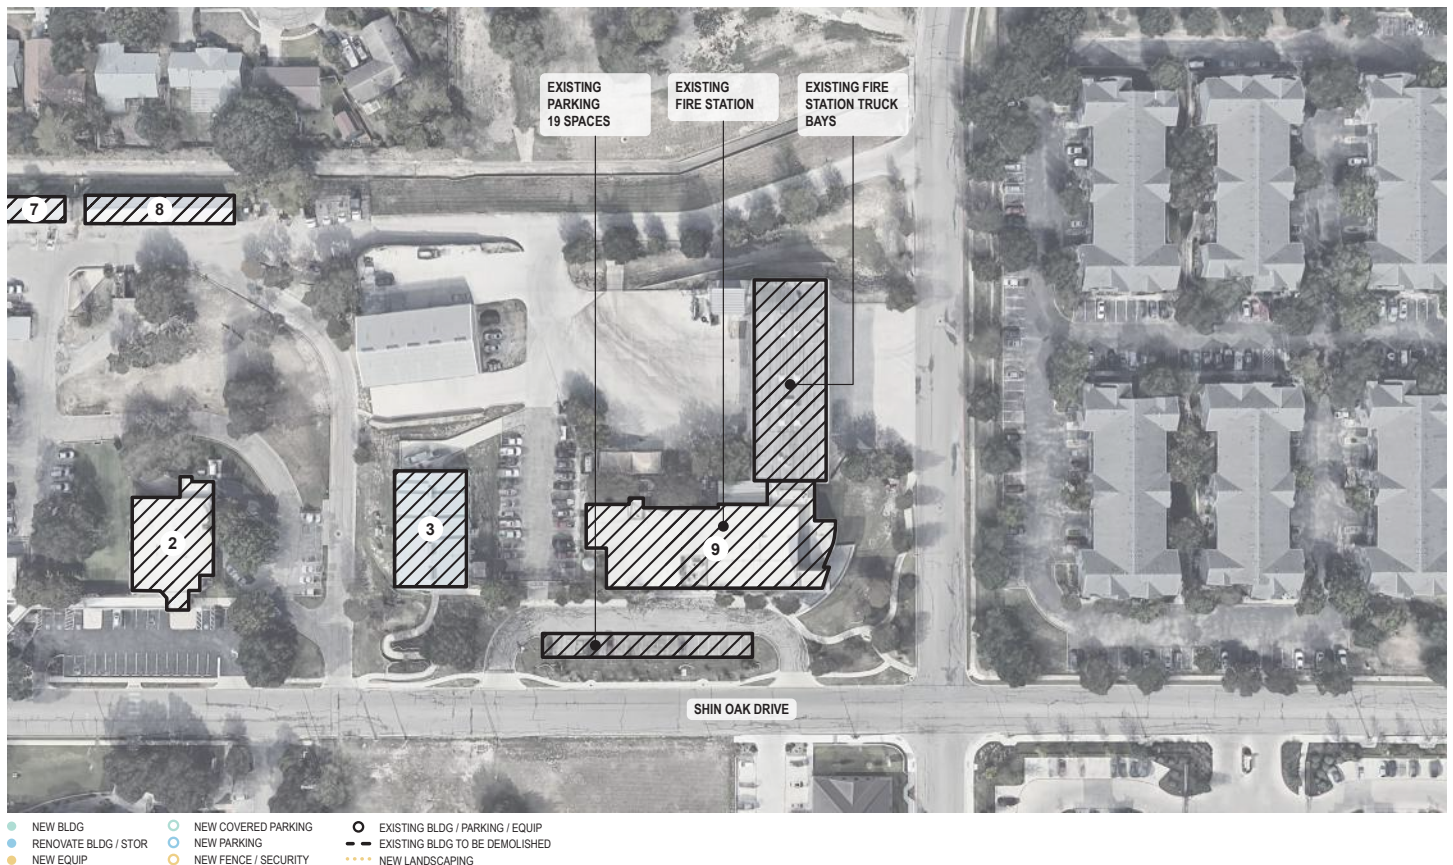 EXISTING
PARKING
19 SPACES
EXISTING
FIRE STATION
EXISTING FIRE
STATION TRUCK
BAYS
7
8
2
3
9
SHIN OAK DRIVE
NEW BLDG
RENOVATE BLDG / STOR
NEW EQUIP
NEW COVERED PARKING
NEW PARKING
NEW FENCE / SECURITY
EXISTING BLDG / PARKING / EQUIP
EXISTING BLDG TO BE DEMOLISHED
NEW LANDSCAPING